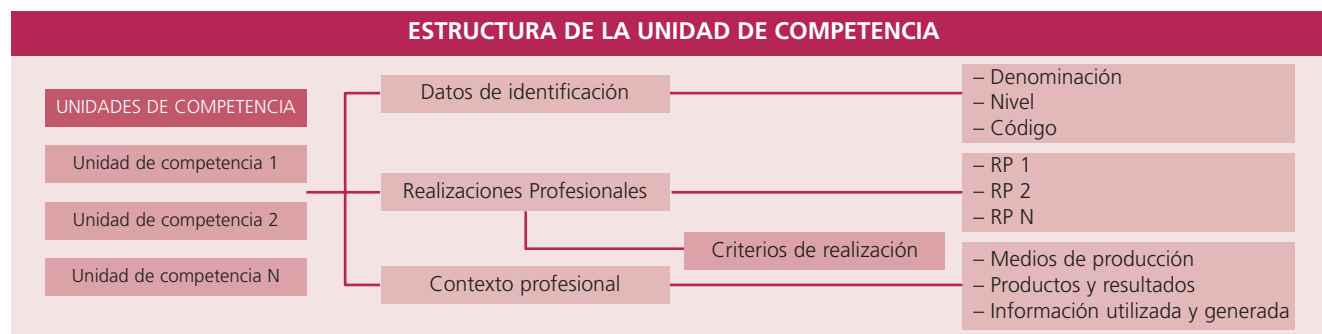 ESTRUCTURA DE LA UNIDAD DE COMPETENCIA
UNIDADES DE COMPETENCIA
Unidad de competencia 1
Unidad de competencia 2
Unidad de competencia N
Datos de identificación
– Denominación
– Nivel
– Código
Realizaciones Profesionales
– RP 1
– RP 2
– RP N
Criterios de realización
Contexto profesional
– Medios de producción
– Productos y resultados
– Información utilizada y generada